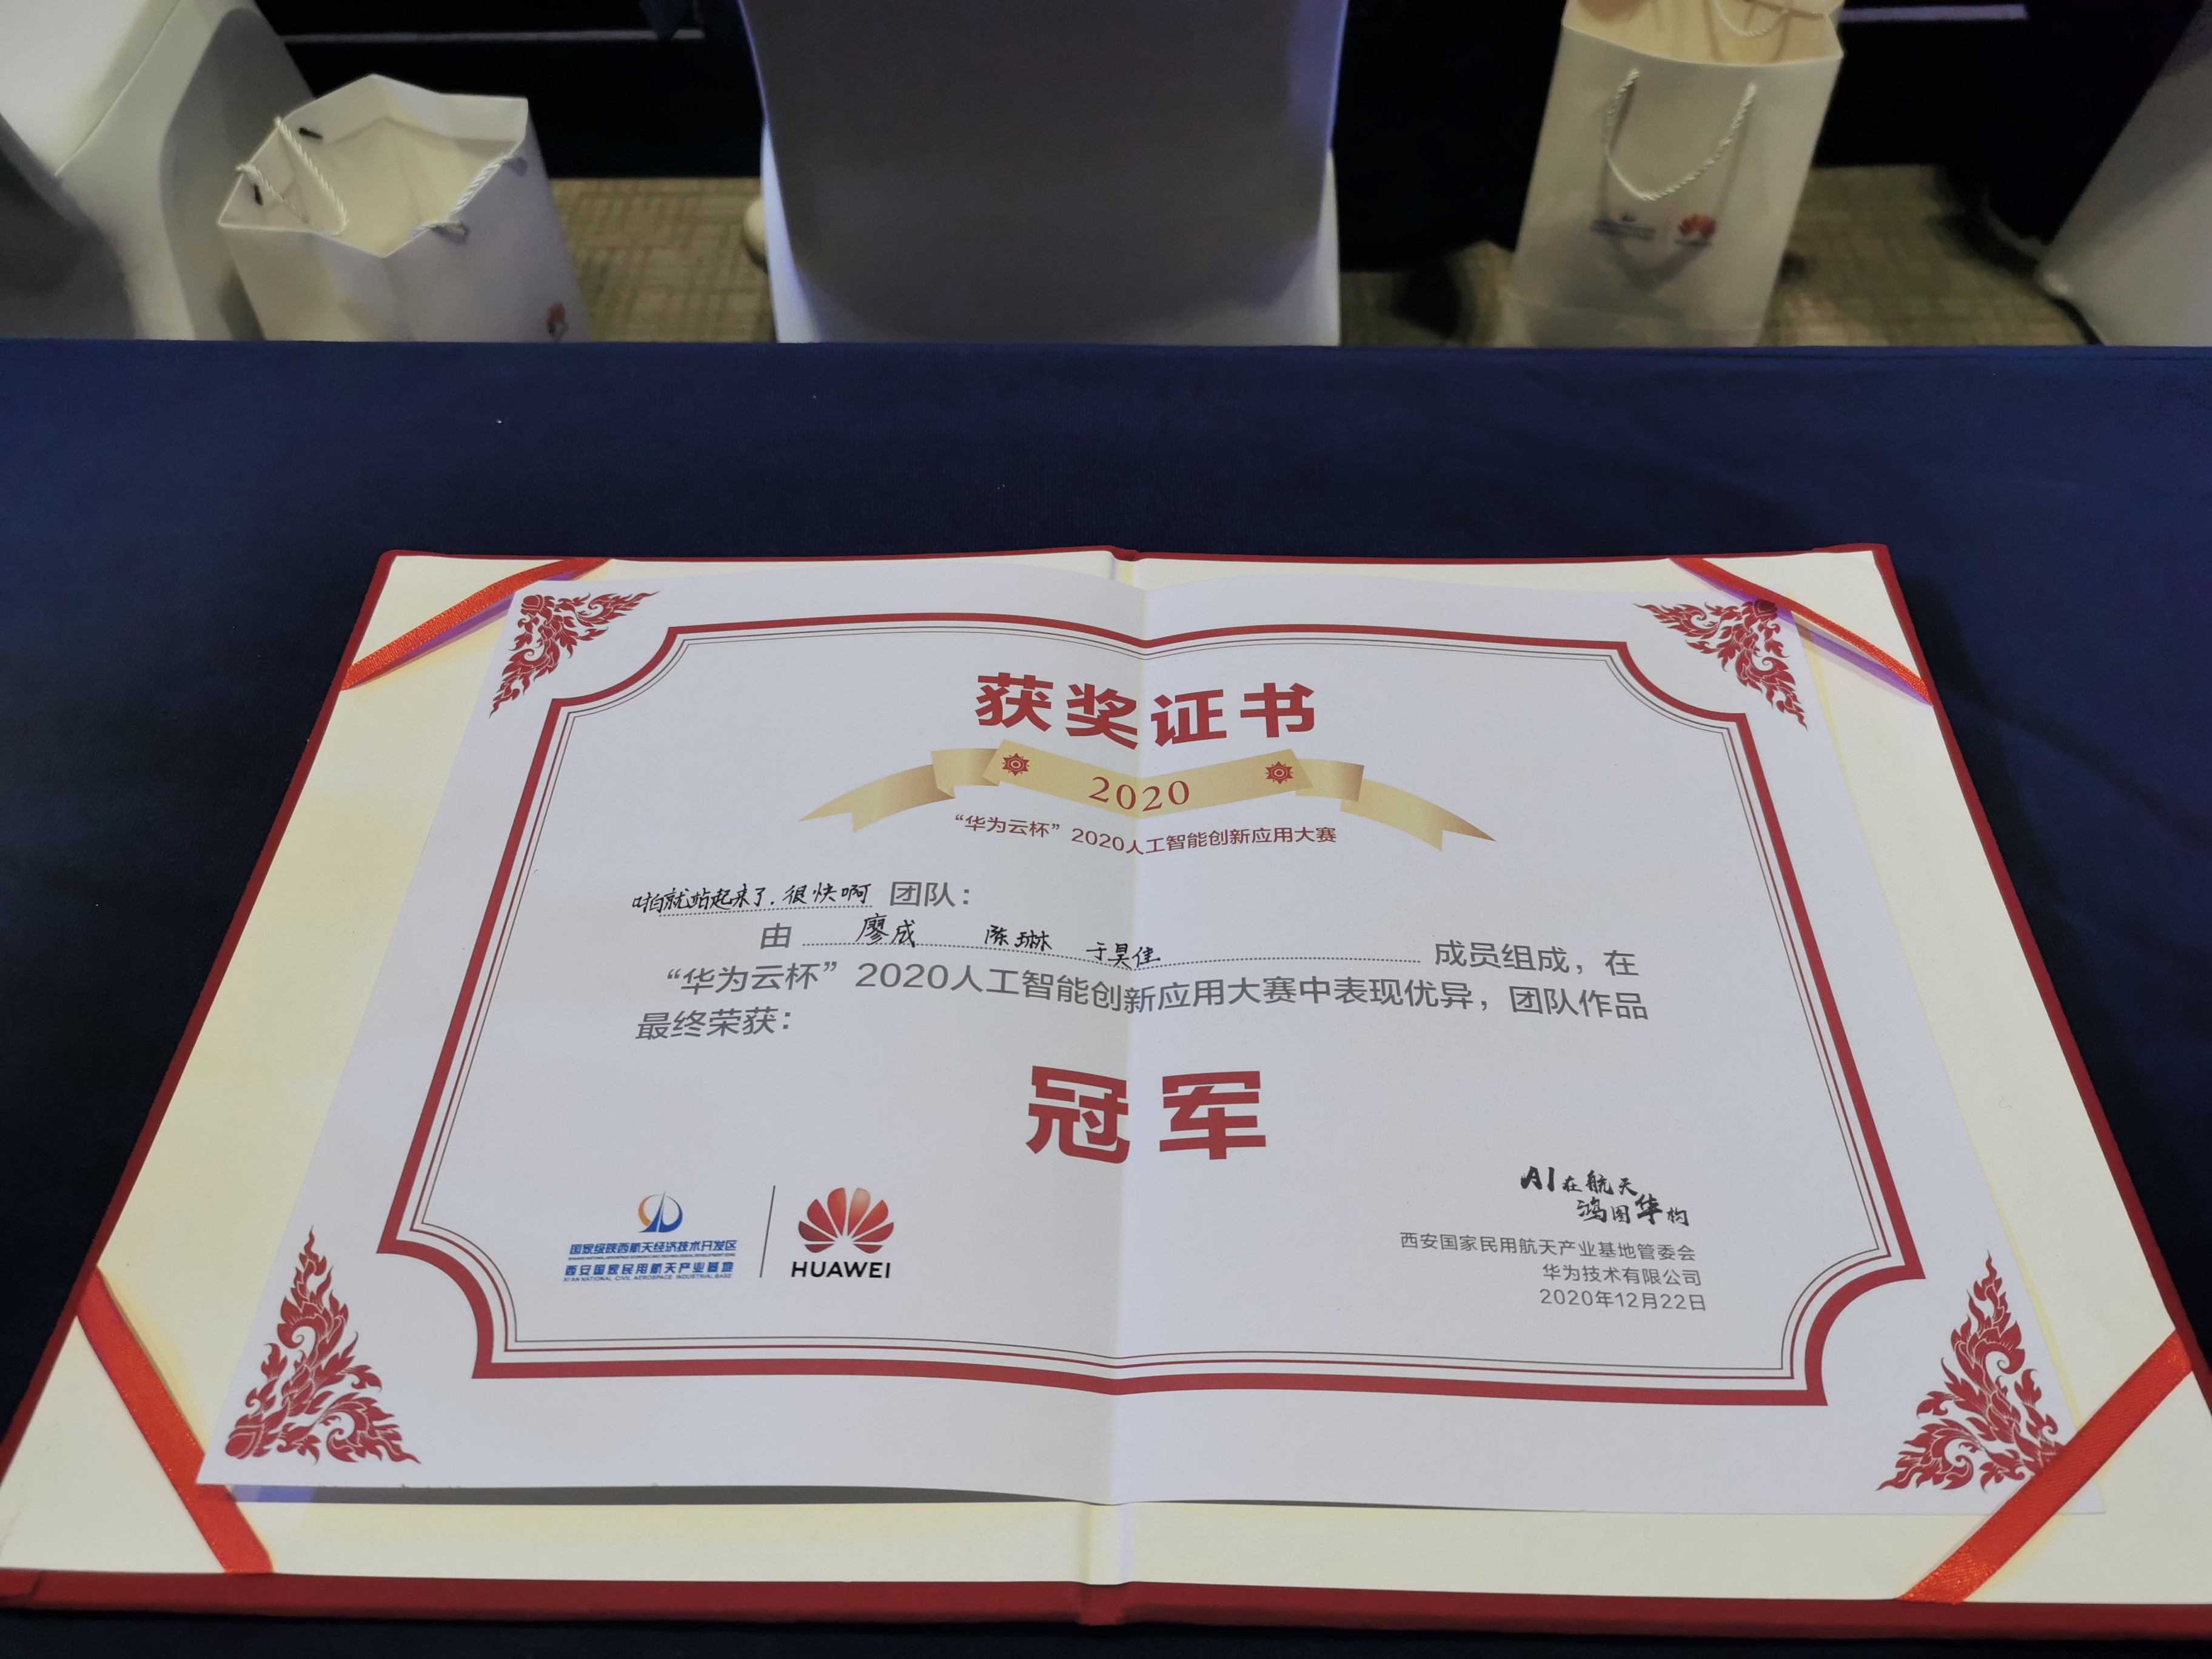 获奖证书
2020
“华为云杯”2020人工智能创新应用大赛
啪就站起来了,很快啊 团队：
由 廖成 陈琳 于昊佳 成员组成，在
“华为云杯”2020人工智能创新应用大赛中表现优异，团队作品
最终荣获：
冠军
AI在航天
鸿图华构
国家级陕西航天经济技术开发区
西安国家民用航天产业基地
XI'AN NATIONAL CIVIL AEROSPACE INDUSTRIAL BASE
HUAWEI
西安国家民用航天产业基地管委会
华为技术有限公司
2020年12月22日